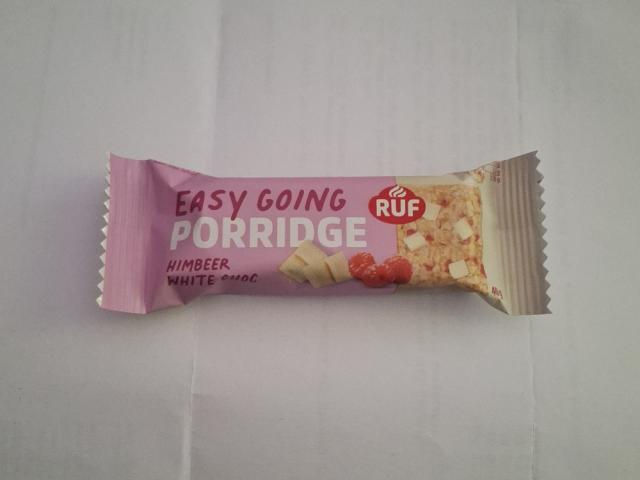 EASY GOING
PORRIDGE
HIMBEER
WHITE CHOC
RUF